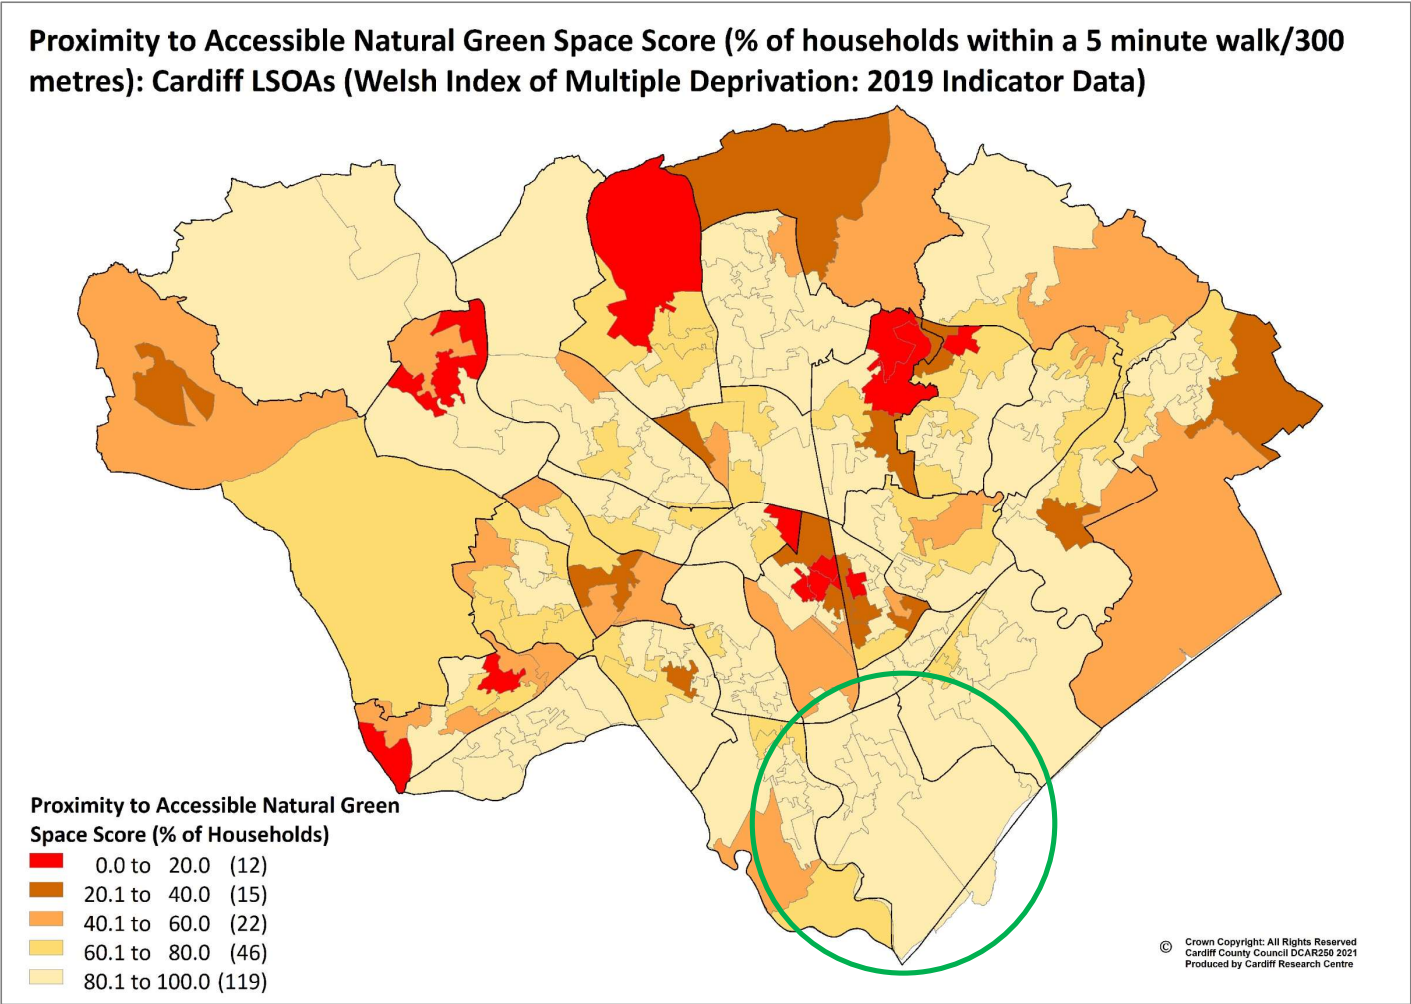 Proximity to Accessible Natural Green Space Score (% of households within a 5 minute walk/300
metres): Cardiff LSOAs (Welsh Index of Multiple Deprivation: 2019 Indicator Data)
Proximity to Accessible Natural Green
Space Score (% of Households)
0.0 to 20.0 (12)
20.1 to 40.0 (15)
40.1 to 60.0 (22)
60.1 to 80.0 (46)
80.1 to 100.0 (119)
© Crown Copyright: All Rights Reserved
Cardiff County Council DCAR250 2021
Produced by Cardiff Research Centre